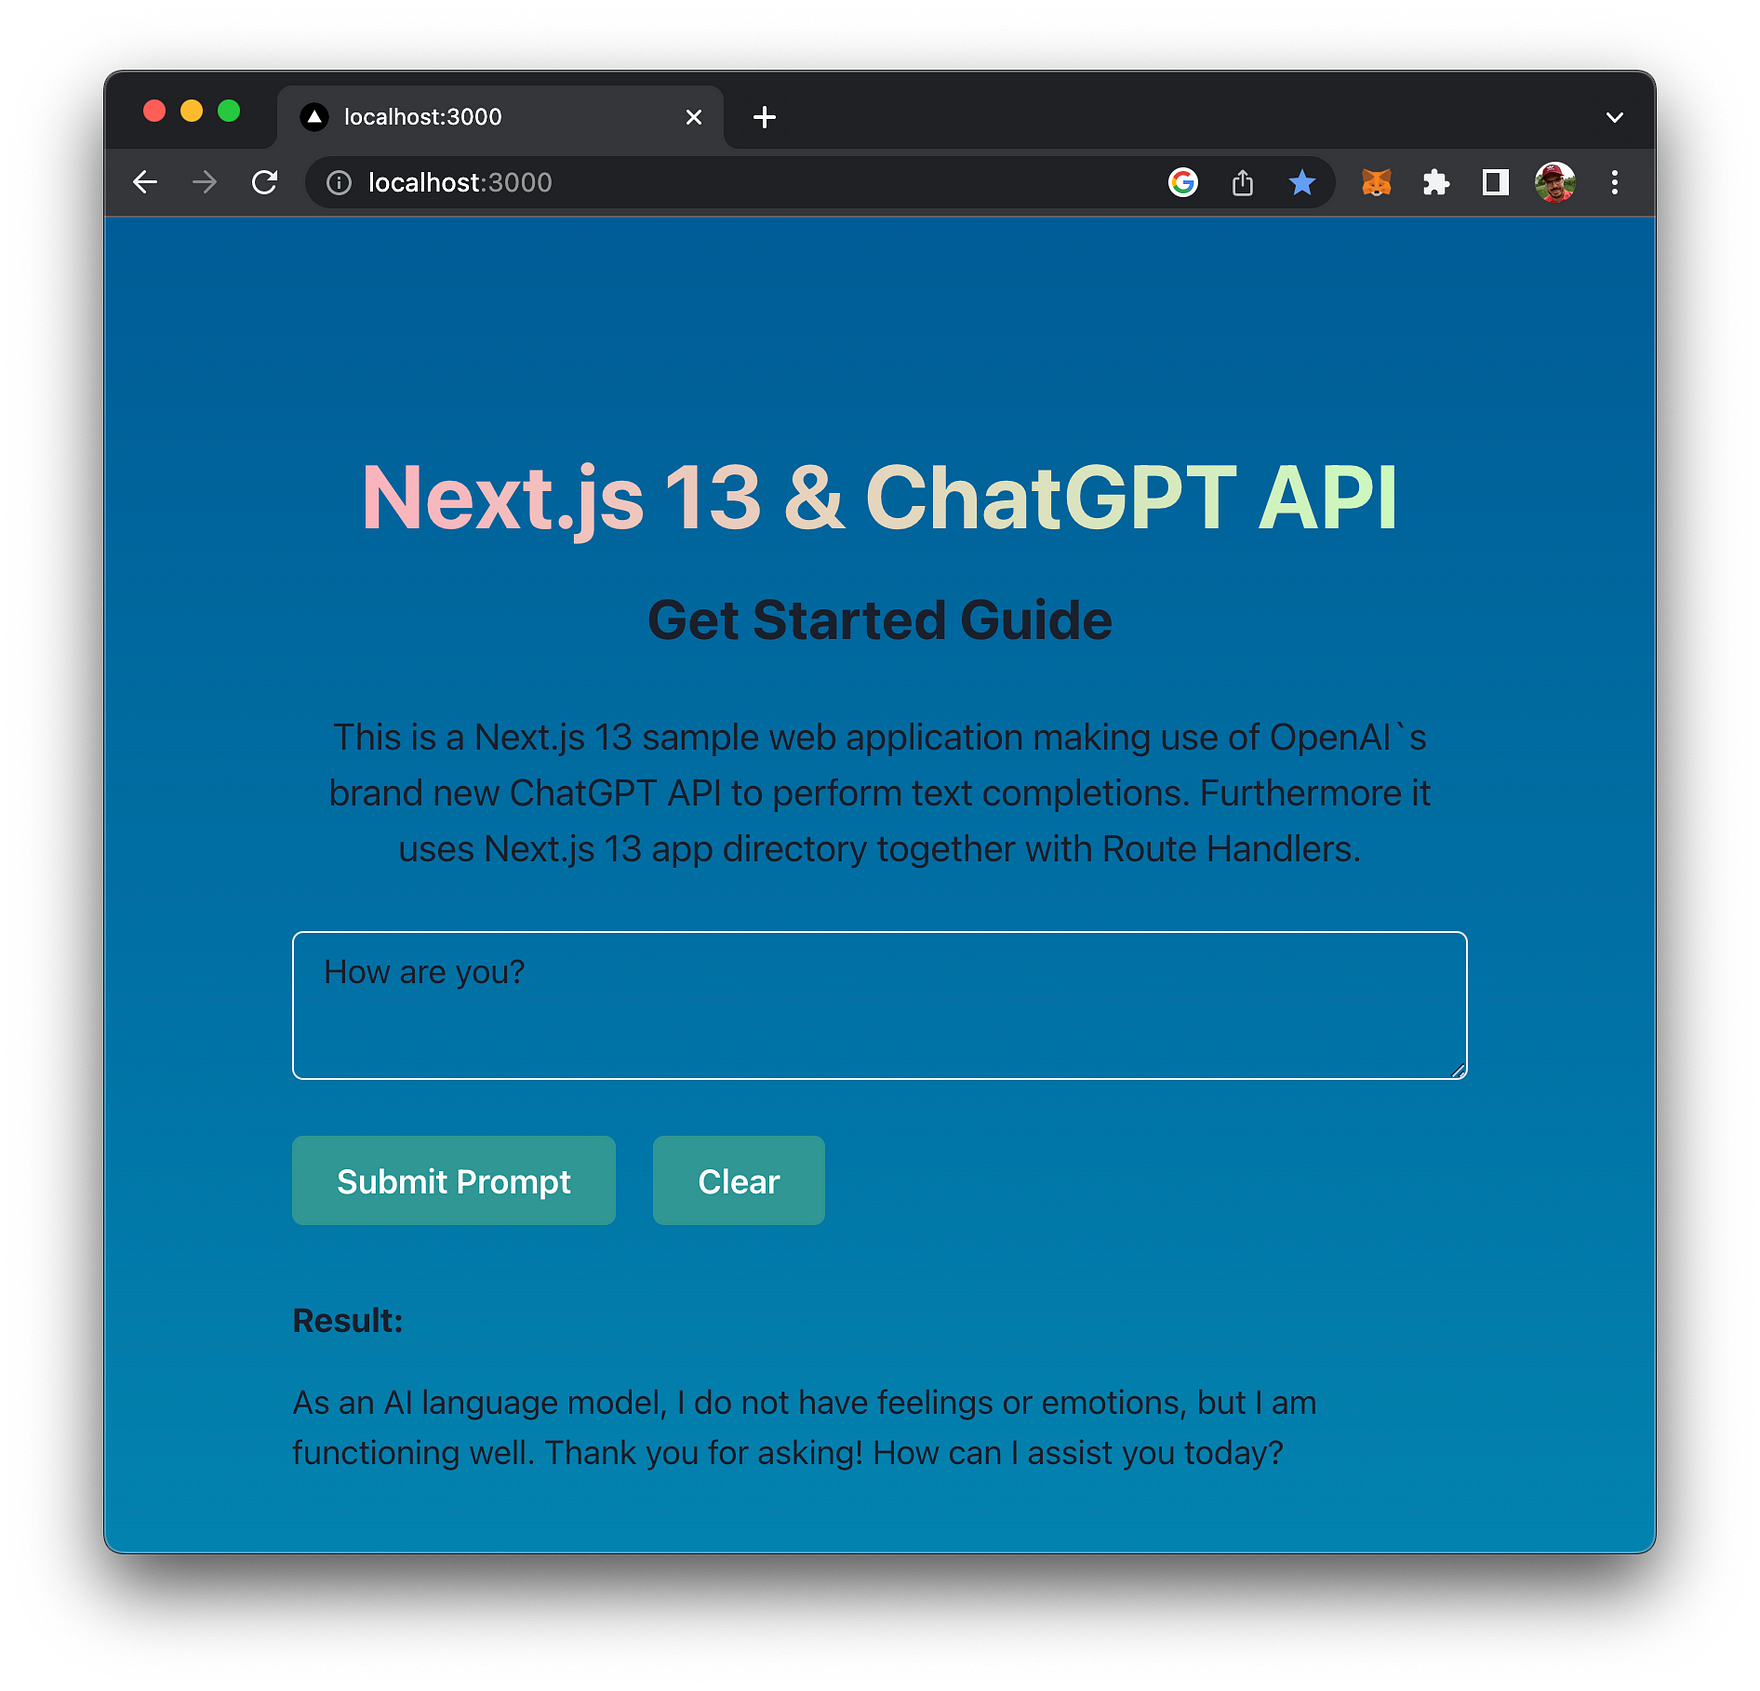 localhost:3000
localhost:3000
Next.js 13 & ChatGPT API
Get Started Guide
This is a Next.js 13 sample web application making use of OpenAI`s
brand new ChatGPT API to perform text completions. Furthermore it
uses Next.js 13 app directory together with Route Handlers.
How are you?
Submit Prompt Clear
Result:
As an AI language model, I do not have feelings or emotions, but I am
functioning well. Thank you for asking! How can I assist you today?